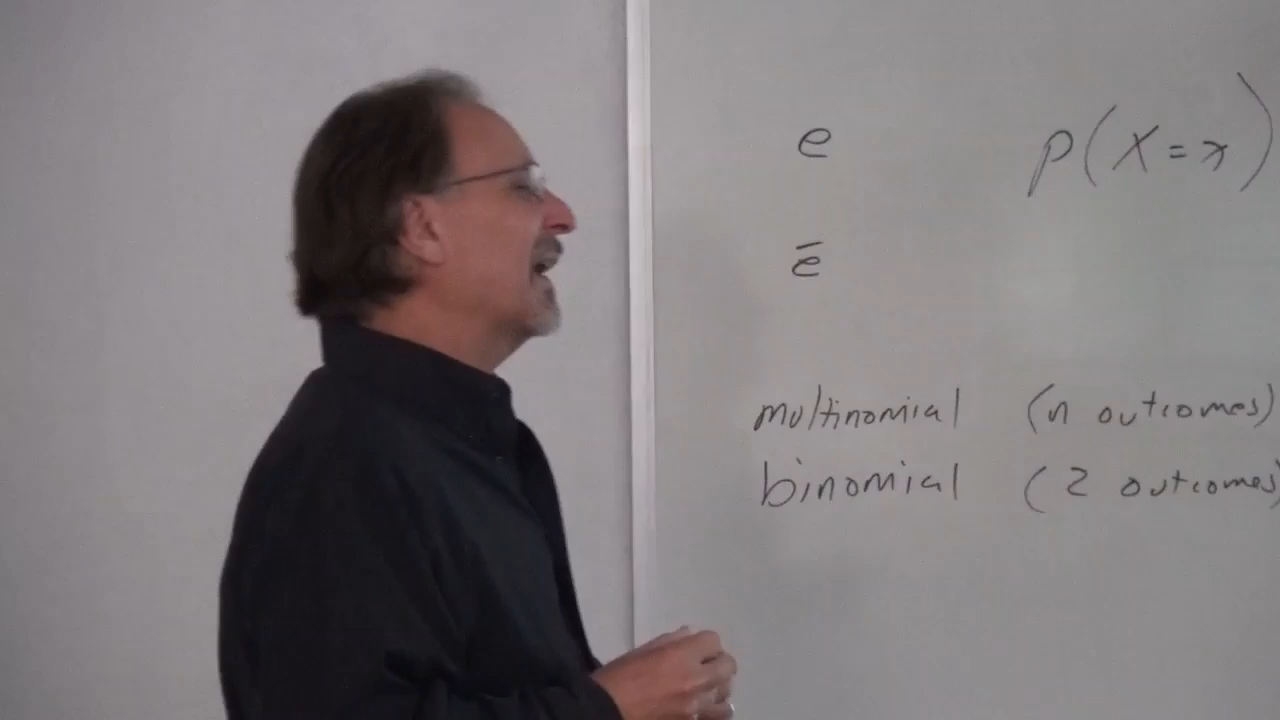 e p(X=x)
ē
multinomial (n outcomes)
binomial (2 outcomes)